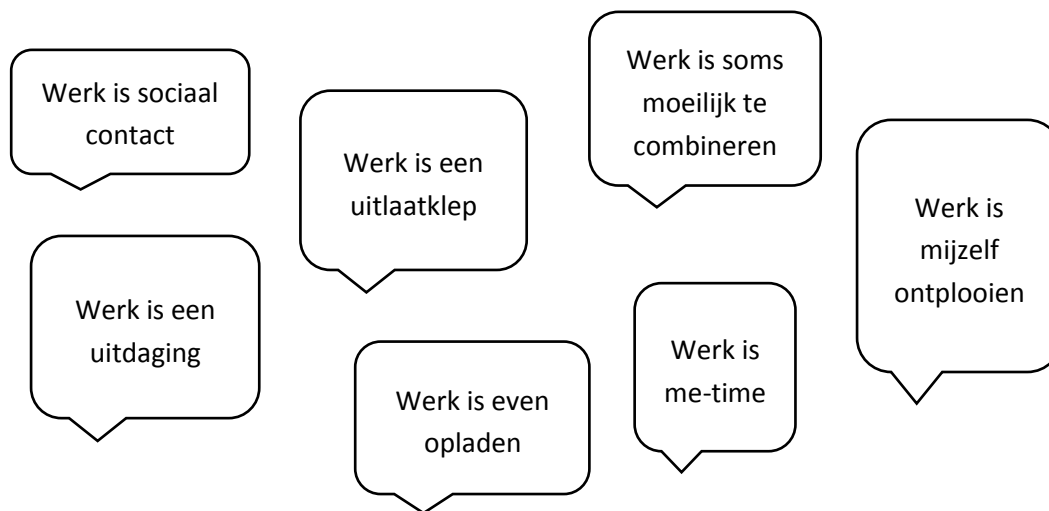 Werk is sociaal
contact
Werk is een
uitlaatklep
Werk is soms
moeilijk te
combineren
Werk is
mijzelf
ontplooien
Werk is een
uitdaging
Werk is even
opladen
Werk is
me-time